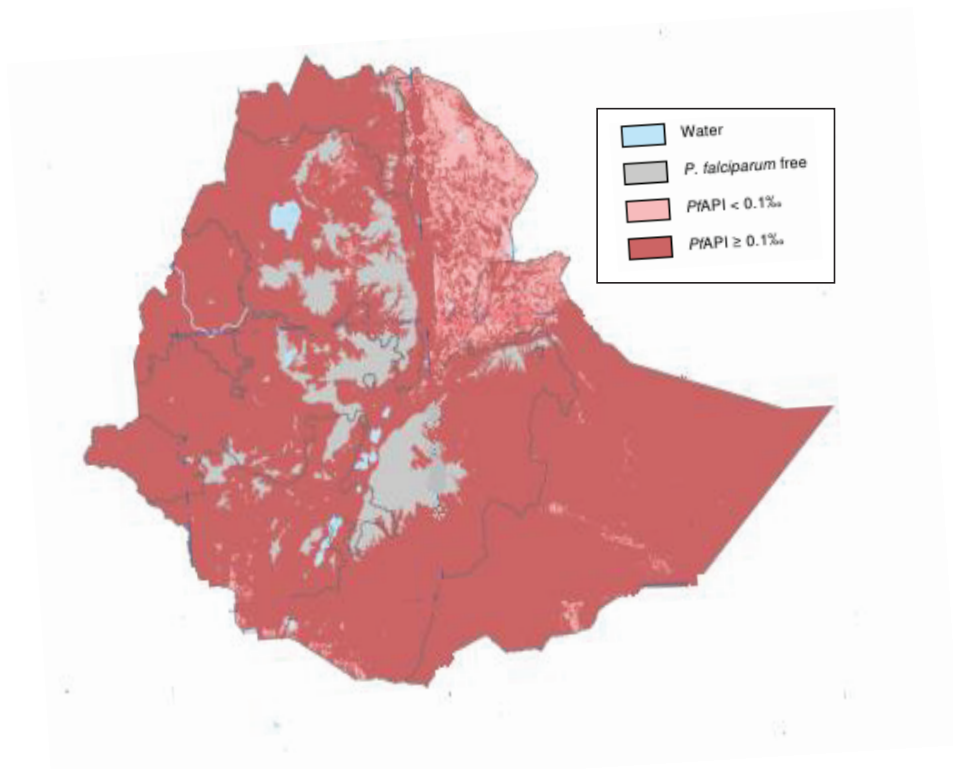 Water
P. falciparum free
PfAPI < 0.1‰
PfAPI ≥ 0.1‰